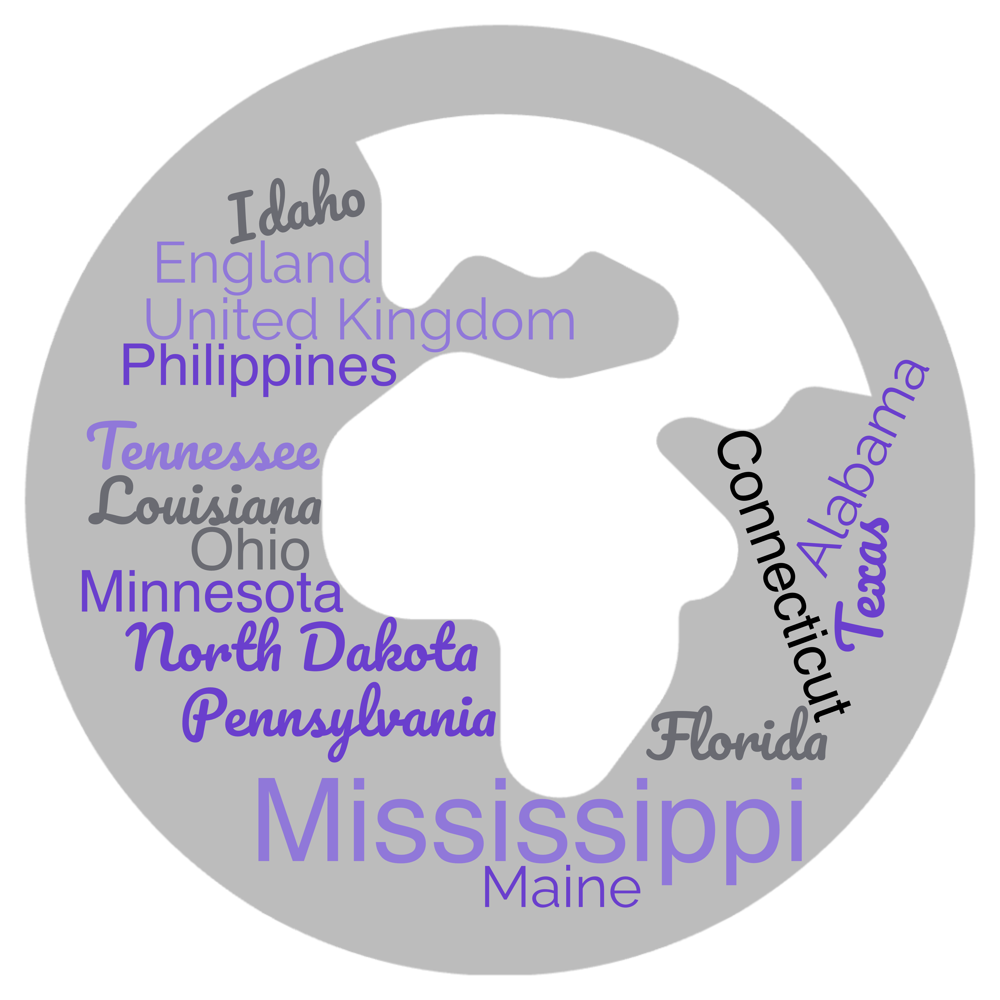 Idaho
England
United Kingdom
Philippines
Alabama
Tennessee
Connecticut
Louisiana
Texas
Ohio
Minnesota
North Dakota
Pennsylvania
Florida
Mississippi
Maine